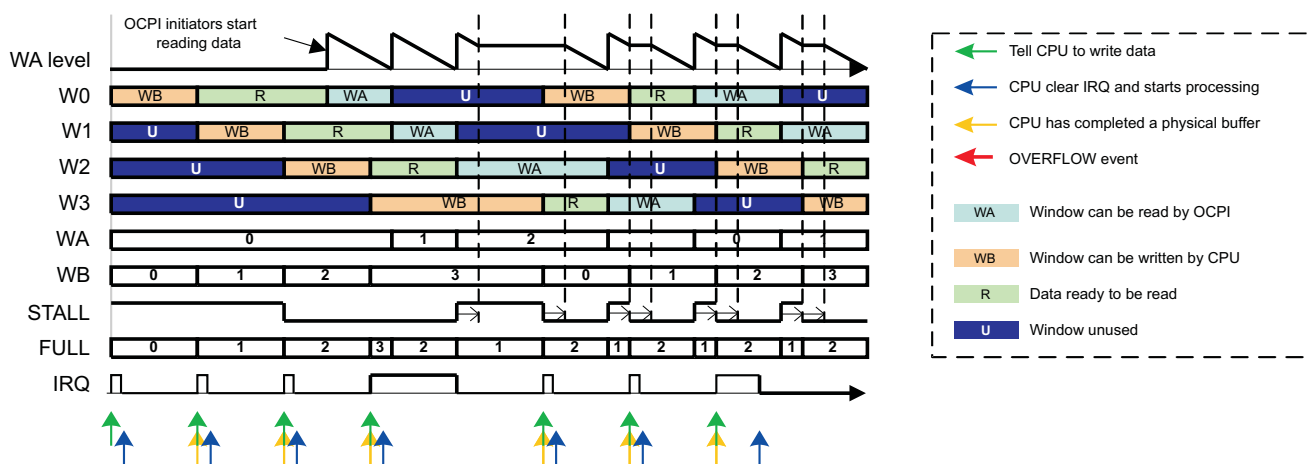 OCPI initiators start
reading data
WA level
W0 WB R WA U WB R WA U
W1 U WB R WA U WB R WA
W2 U WB R WA U WB R
W3 U WB R WA U WB
WA 0 1 2 0 1
WB 0 1 2 3 0 1 2 3
STALL
FULL 0 1 2 3 2 1 2 1 2 1 2 1 2
IRQ
Tell CPU to write data
CPU clear IRQ and starts processing
CPU has completed a physical buffer
OVERFLOW event
WA Window can be read by OCPI
WB Window can be written by CPU
R Data ready to be read
U Window unused